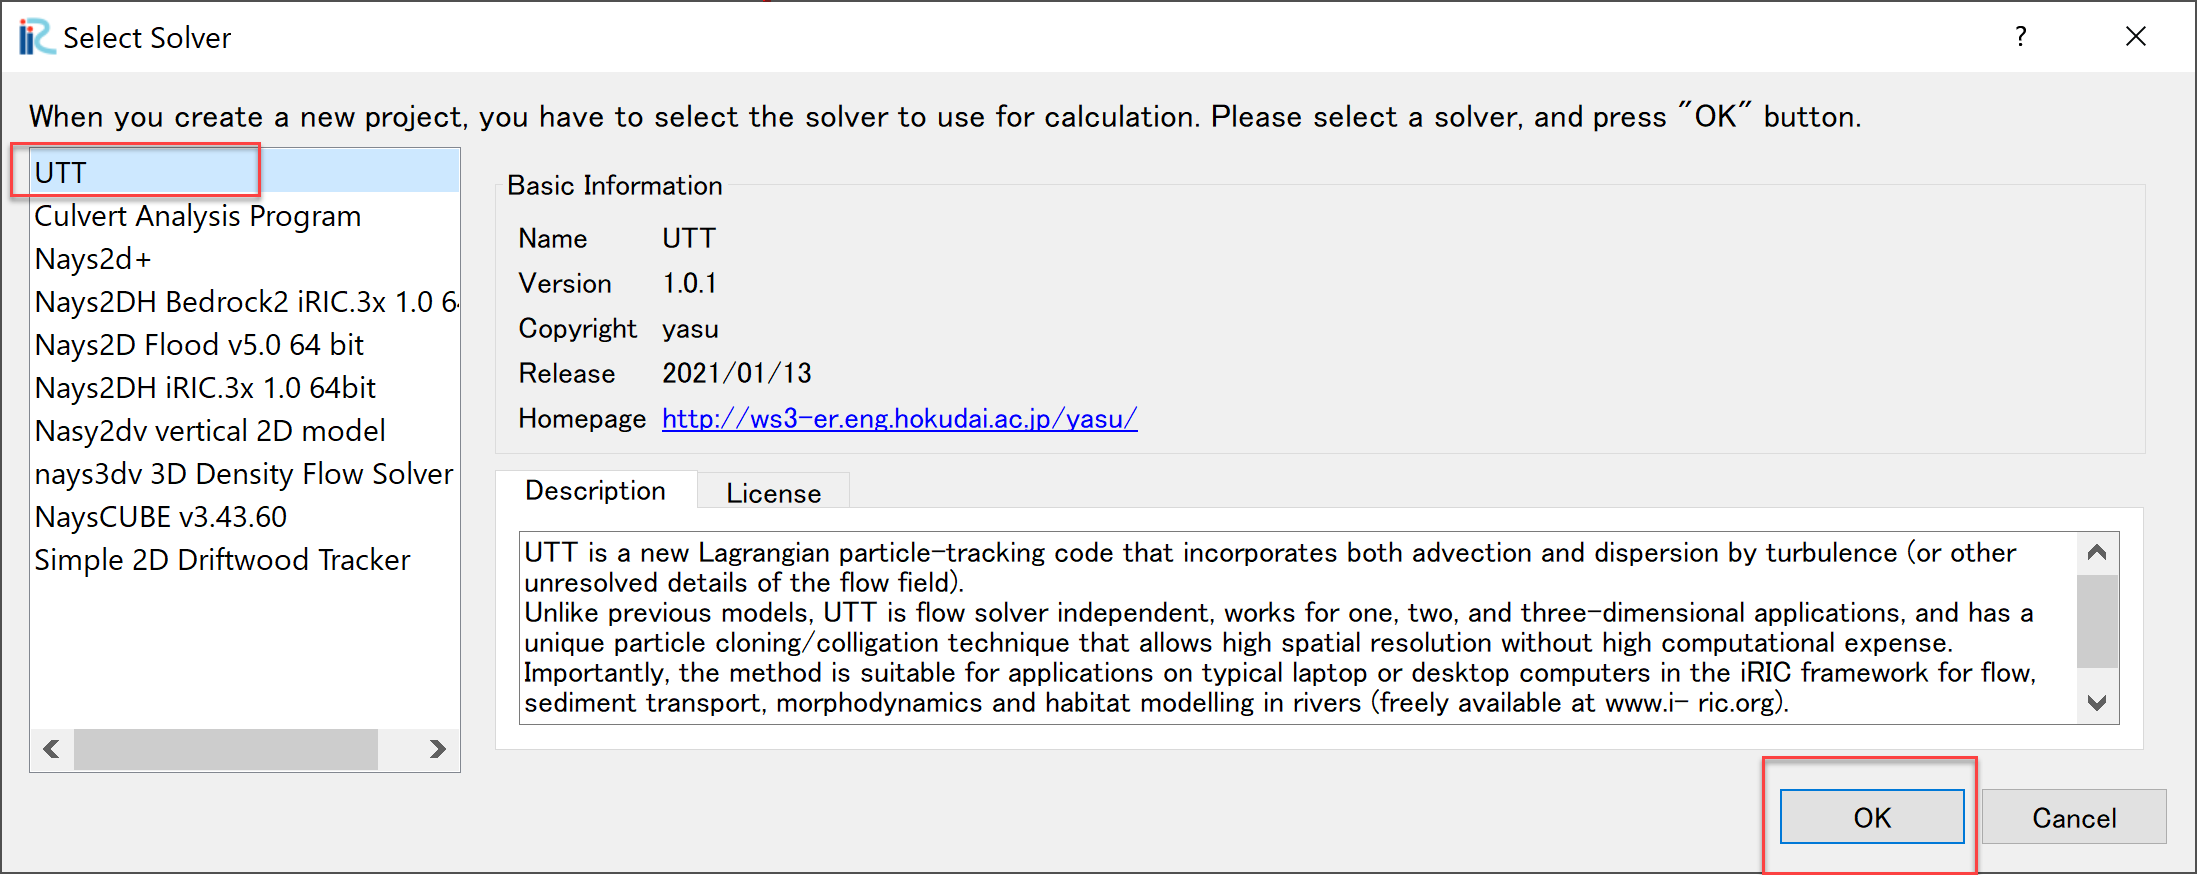 iRIC Select Solver
When you create a new project, you have to select the solver to use for calculation. Please select a solver, and press "OK" button.
UTT
Culvert Analysis Program
Nays2d+
Nays2DH Bedrock2 iRIC.3x 1.0 6
Nays2D Flood v5.0 64 bit
Nays2DH iRIC.3x 1.0 64bit
Nasy2dv vertical 2D model
nays3dv 3D Density Flow Solver
NaysCUBE v3.43.60
Simple 2D Driftwood Tracker
Basic Information
Name UTT
Version 1.0.1
Copyright yasu
Release 2021/01/13
Homepage http://ws3-er.eng.hokudai.ac.jp/yasu/
Description License
UTT is a new Lagrangian particle-tracking code that incorporates both advection and dispersion by turbulence (or other
unresolved details of the flow field).
Unlike previous models, UTT is flow solver independent, works for one, two, and three-dimensional applications, and has a
unique particle cloning/colligation technique that allows high spatial resolution without high computational expense.
Importantly, the method is suitable for applications on typical laptop or desktop computers in the iRIC framework for flow,
sediment transport, morphodynamics and habitat modelling in rivers (freely available at www.i- ric.org).
OK Cancel